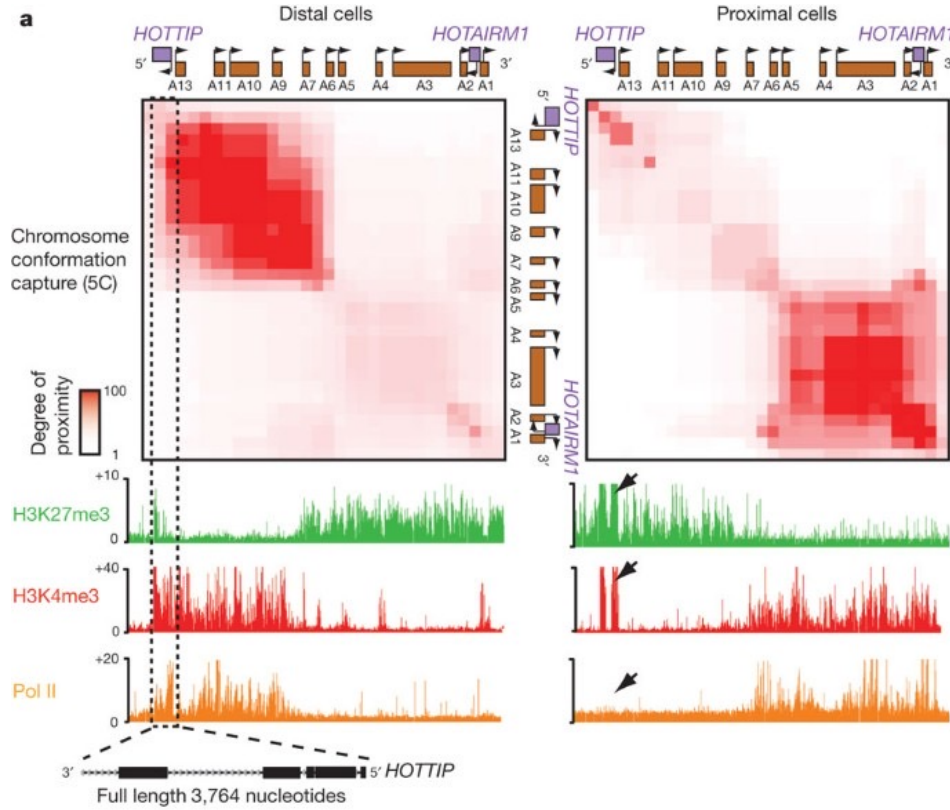 a
Distal cells
Proximal cells
HOTTIP
HOTAIRM1
HOTTIP
HOTAIRM1
5′
3′
5′
3′
A13 A11 A10 A9 A7 A6 A5 A4 A3 A2 A1
A13 A11 A10 A9 A7 A6 A5 A4 A3 A2 A1
5′
HOTTIP
A13
A11
A10
A9
A7
A6
A5
A4
A3
A2
A1
HOTAIRM1
3′
Chromosome
conformation
capture (5C)
Degree of
proximity
100
1
H3K27me3
+10
0
H3K4me3
+40
0
Pol II
+20
0
3′
5′ HOTTIP
Full length 3,764 nucleotides